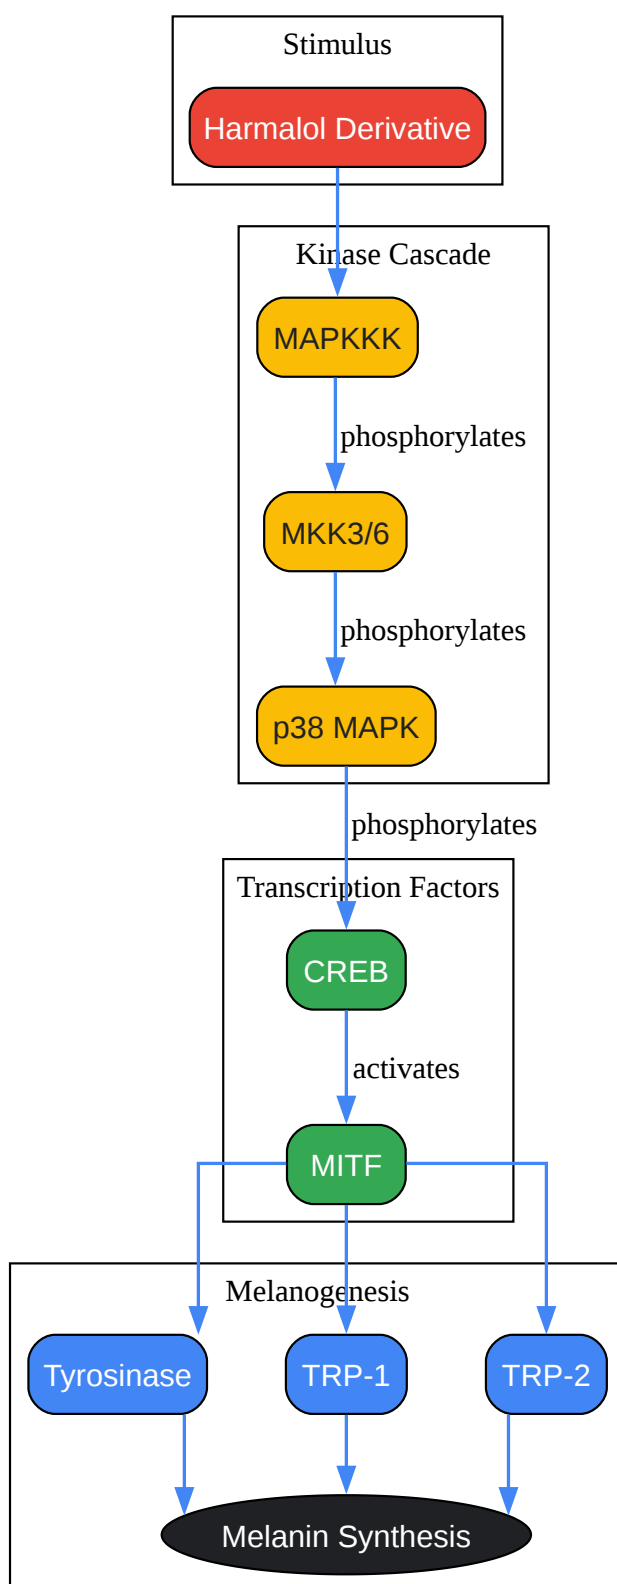 Stimulus
Harmalol Derivative
Kinase Cascade
MAPKKK
phosphorylates
MKK3/6
phosphorylates
p38 MAPK
phosphorylates
Transcription Factors
CREB
activates
MITF
Melanogenesis
Tyrosinase
TRP-1
TRP-2
Melanin Synthesis